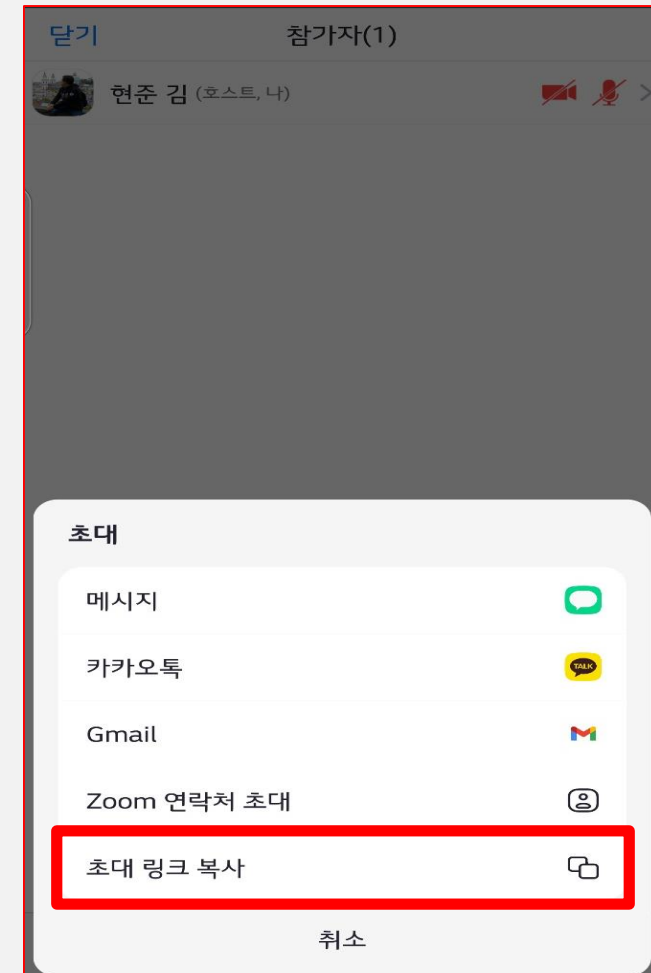 닫기 참가자(1)
현준 김 (호스트, 나)
초대
메시지
카카오톡 TALK
Gmail
Zoom 연락처 초대
초대 링크 복사
취소